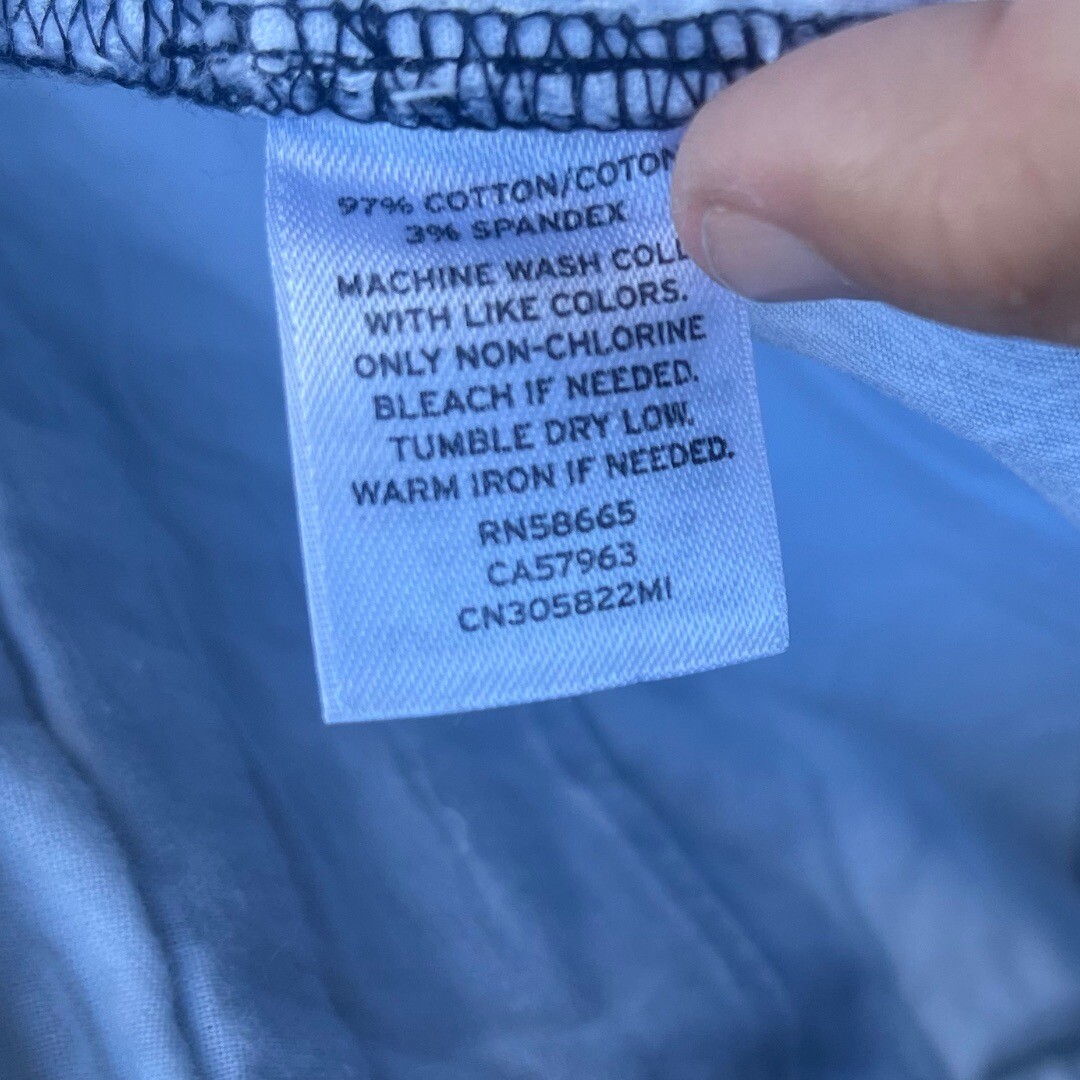 97% COTTON/COTON
3% SPANDEX
MACHINE WASH COLD
WITH LIKE COLORS.
ONLY NON-CHLORINE
BLEACH IF NEEDED.
TUMBLE DRY LOW.
WARM IRON IF NEEDED.
RN58665
CA57963
CN305822MI